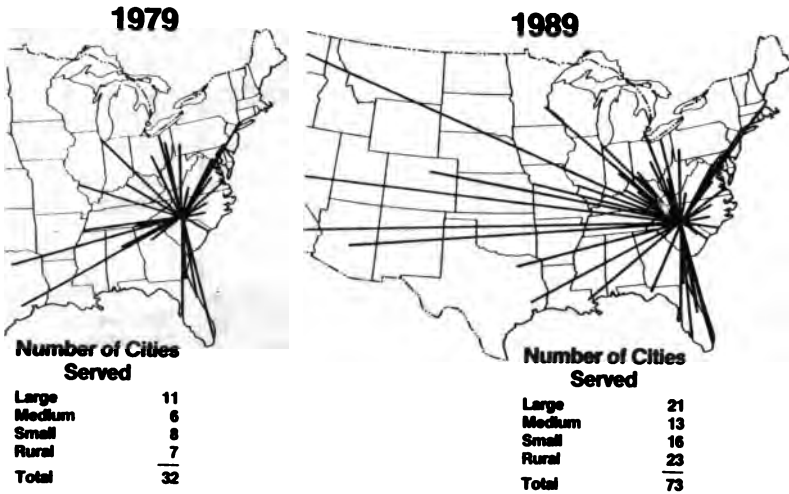 1979
Number of Cities
Served
Large 11
Medium 6
Small 8
Rural 7
Total 32
1989
Number of Cities
Served
Large 21
Medium 13
Small 16
Rural 23
Total 73